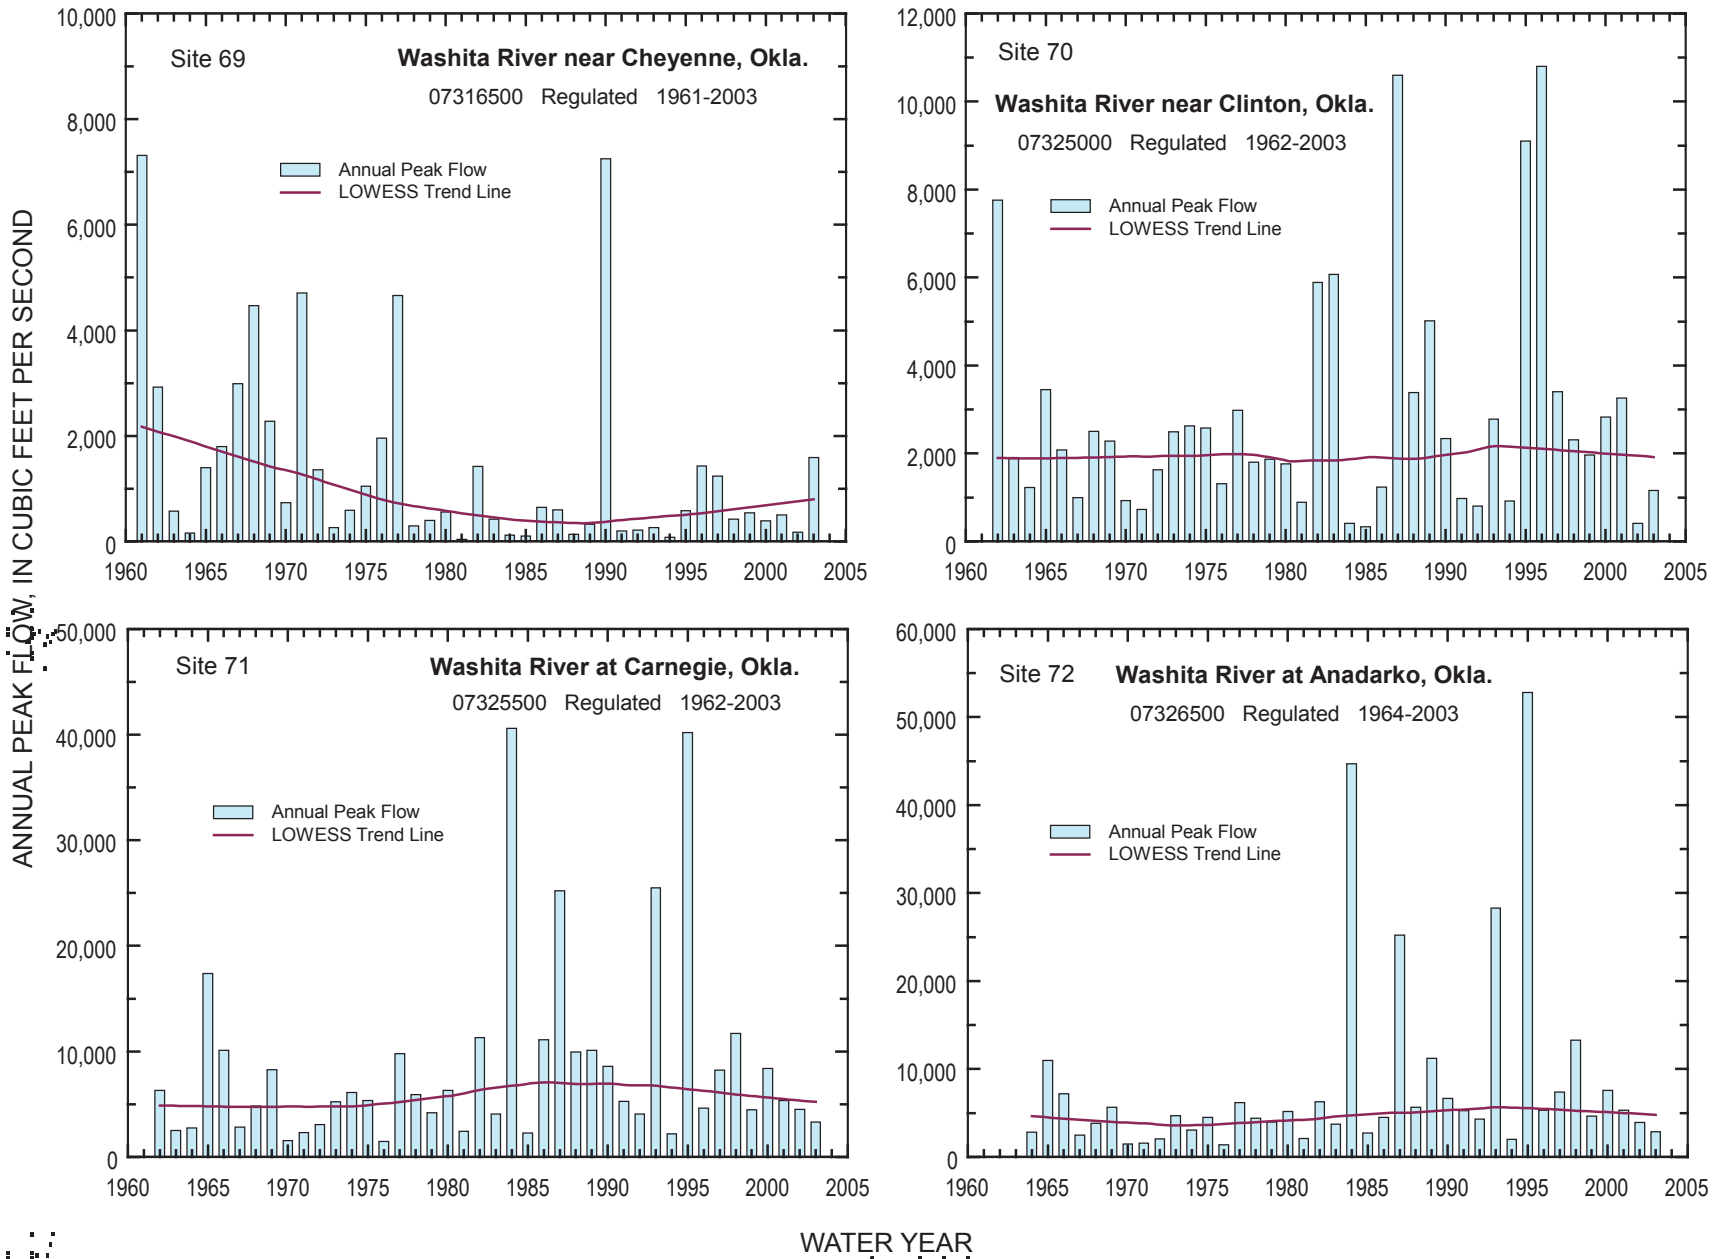 ANNUAL PEAK FLOW, IN CUBIC FEET PER SECOND
Site 69
Washita River near Cheyenne, Okla.
07316500 Regulated 1961-2003
Annual Peak Flow
LOWESS Trend Line
10,000
8,000
6,000
4,000
2,000
0
1960 1965 1970 1975 1980 1985 1990 1995 2000 2005
Site 70
Washita River near Clinton, Okla.
07325000 Regulated 1962-2003
Annual Peak Flow
LOWESS Trend Line
12,000
10,000
8,000
6,000
4,000
2,000
0
1960 1965 1970 1975 1980 1985 1990 1995 2000 2005
Site 71
Washita River at Carnegie, Okla.
07325500 Regulated 1962-2003
Annual Peak Flow
LOWESS Trend Line
50,000
40,000
30,000
20,000
10,000
0
1960 1965 1970 1975 1980 1985 1990 1995 2000 2005
Site 72
Washita River at Anadarko, Okla.
07326500 Regulated 1964-2003
Annual Peak Flow
LOWESS Trend Line
60,000
50,000
40,000
30,000
20,000
10,000
0
1960 1965 1970 1975 1980 1985 1990 1995 2000 2005
WATER YEAR